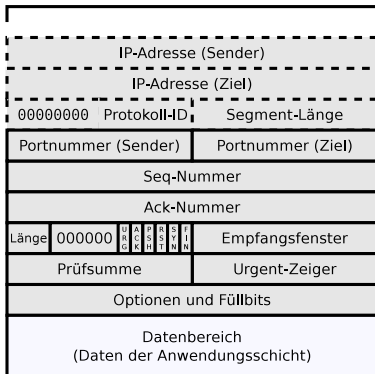 IP-Adresse (Sender)
IP-Adresse (Ziel)
00000000 Protokoll-ID Segment-Länge
Portnummer (Sender) Portnummer (Ziel)
Seq-Nummer
Ack-Nummer
Länge 000000 URG ACK PSH RST SYN FIN Empfangsfenster
Prüfsumme Urgent-Zeiger
Optionen und Füllbits
Datenbereich
(Daten der Anwendungsschicht)